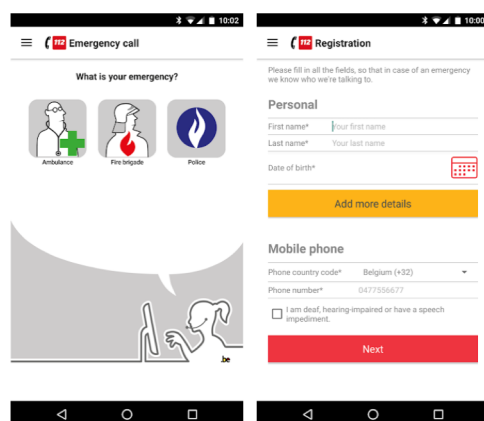 10:02
112 Emergency call
What is your emergency?
Ambulance
Fire brigade
Police
.be
10:00
112 Registration
Please fill in all the fields, so that in case of an emergency
we know who we're talking to.
Personal
First name* Your first name
Last name* Your last name
Date of birth*
Add more details
Mobile phone
Phone country code* Belgium (+32)
Phone number* 0477556677
I am deaf, hearing-impaired or have a speech
impediment.
Next